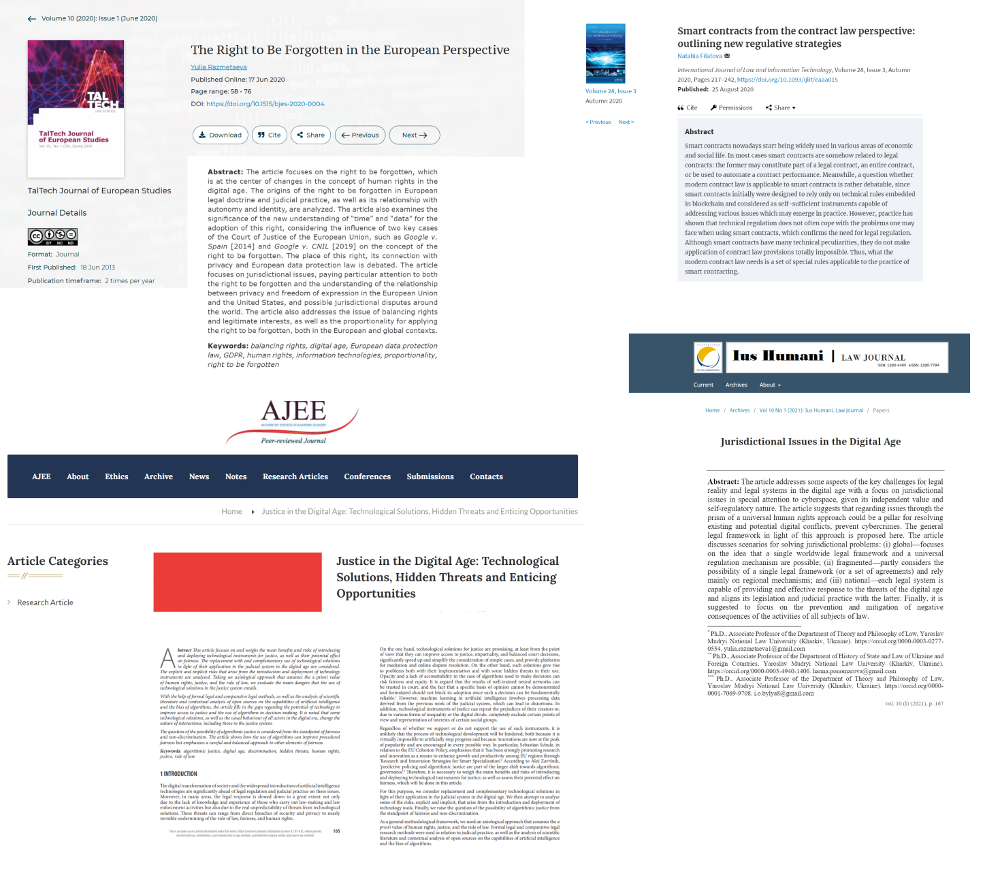 Volume 10 (2020): Issue 1 (June 2020)
TAL
TECH
LAW SCHOOL
TalTech Journal
of European Studies
Vol. 10, No. 1 (30), Spring 2020
TalTech Journal of European Studies
Journal Details
BY NC ND
Format: Journal
First Published: 18 Jun 2013
Publication timeframe: 2 times per year
The Right to Be Forgotten in the European Perspective
Yulia Razmetaeva
Published Online: 17 Jun 2020
Page range: 58 - 76
DOI: https://doi.org/10.1515/bjes-2020-0004
Download
Cite
Share
Previous
Next
Abstract: The article focuses on the right to be forgotten, which
is at the center of changes in the concept of human rights in the
digital age. The origins of the right to be forgotten in European
legal doctrine and judicial practice, as well as its relationship with
autonomy and identity, are analyzed. The article also examines the
significance of the new understanding of "time" and "data" for the
adoption of this right, considering the influence of two key cases
of the Court of Justice of the European Union, such as Google v.
Spain [2014] and Google v. CNIL [2019] on the concept of the
right to be forgotten. The place of this right, its connection with
privacy and European data protection law is debated. The article
focuses on jurisdictional issues, paying particular attention to both
the right to be forgotten and the understanding of the relationship
between privacy and freedom of expression in the European Union
and the United States, and possible jurisdictional disputes around
the world. The article also addresses the issue of balancing rights
and legitimate interests, as well as the proportionality for applying
the right to be forgotten, both in the European and global contexts.
Keywords: balancing rights, digital age, European data protection
law, GDPR, human rights, information technologies, proportionality,
right to be forgotten
Volume 28, Issue 3
Autumn 2020
< Previous Next >
Smart contracts from the contract law perspective:
outlining new regulative strategies
Nataliia Filatova
International Journal of Law and Information Technology, Volume 28, Issue 3, Autumn
2020, Pages 217–242, https://doi.org/10.1093/ijlit/eaaa015
Published: 25 August 2020
Cite
Permissions
Share
Abstract
Smart contracts nowadays start being widely used in various areas of economic
and social life. In most cases smart contracts are somehow related to legal
contracts: the former may constitute part of a legal contract, an entire contract,
or be used to automate a contract performance. Meanwhile, a question whether
modern contract law is applicable to smart contracts is rather debatable, since
smart contracts initially were designed to rely only on technical rules embedded
in blockchain and considered as self-sufficient instruments capable of
addressing various issues which may emerge in practice. However, practice has
shown that technical regulation does not often cope with the problems one may
face when using smart contracts, which confirms the need for legal regulation.
Although smart contracts have many technical peculiarities, they do not make
application of contract law provisions totally impossible. Thus, what the
modern contract law needs is a set of special rules applicable to the practice of
smart contracting.
Ius Humani | LAW JOURNAL
ISSN: 1390-440X eISSN: 1390-7794
Current Archives About
Home / Archives / Vol 10 No 1 (2021): Ius Humani. Law Journal / Papers
Jurisdictional Issues in the Digital Age
Abstract: The article addresses some aspects of the key challenges for legal
reality and legal systems in the digital age with a focus on jurisdictional
issues in special attention to cyberspace, given its independent value and
self-regulatory nature. The article suggests that regarding issues through the
prism of a universal human rights approach could be a pillar for resolving
existing and potential digital conflicts, prevent cybercrimes. The general
legal framework in light of this approach is proposed here. The article
discusses scenarios for solving jurisdictional problems: (i) global—focuses
on the idea that a single worldwide legal framework and a universal
regulation mechanism are possible; (ii) fragmented—partly considers the
possibility of a single legal framework (or a set of agreements) and rely
mainly on regional mechanisms; and (iii) national—each legal system is
capable of providing and effective response to the threats of the digital age
and aligns its legislation and judicial practice with the latter. Finally, it is
suggested to focus on the prevention and mitigation of negative
consequences of the activities of all subjects of law.
* Ph.D., Associate Professor of the Department of Theory and Philosophy of Law, Yaroslav
Mudryi National Law University (Kharkiv, Ukraine). https://orcid.org/0000-0003-0277-
0554. yulia.razmetaeva1@gmail.com
** Ph.D., Associate Professor of the Department of History of State and Law of Ukraine and
Foreign Countries, Yaroslav Mudryi National Law University (Kharkiv, Ukraine).
https://orcid.org/0000-0003-4940-1406. hanna.ponomarova@gmail.com
*** Ph.D., Associate Professor of the Department of Theory and Philosophy of Law,
Yaroslav Mudryi National Law University (Kharkiv, Ukraine). https://orcid.org/0000-
0001-7069-9708. i.o.bylya8@gmail.com
vol. 10 (I) (2021), p. 167
AJEE
ACCESS TO JUSTICE IN EASTERN EUROPE
Peer-reviewed Journal
AJEE About Ethics Archive News Notes Research Articles Conferences Submissions Contacts
Home Justice in the Digital Age: Technological Solutions, Hidden Threats and Enticing Opportunities
Article Categories
Research Article
Justice in the Digital Age: Technological
Solutions, Hidden Threats and Enticing
Opportunities
Abstract This article focuses on and weighs the main benefits and risks of introducing
and deploying technological instruments for justice, as well as their potential effect
on fairness. The replacement with and complementary use of technological solutions
in light of their application in the judicial system in the digital age are considered.
The explicit and implicit risks that arise from the introduction and deployment of technology
instruments are analysed. Taking an axiological approach that assumes the a priori value
of human rights, justice, and the rule of law, we evaluate the main dangers that the use of
technological solutions in the justice system entails.
With the help of formal legal and comparative legal methods, as well as the analysis of scientific
literature and contextual analysis of open sources on the capabilities of artificial intelligence
and the bias of algorithms, the article fills in the gaps regarding the potential of technology to
improve access to justice and the use of algorithms in decision-making. It is noted that some
technological solutions, as well as the usual behaviour of all actors in the digital era, change the
nature of interactions, including those in the justice system.
The question of the possibility of algorithmic justice is considered from the standpoint of fairness
and non-discrimination. The article shows how the use of algorithms can improve procedural
fairness but emphasises a careful and balanced approach to other elements of fairness.
Keywords: algorithmic justice, digital age, discrimination, hidden threats, human rights,
justice, rule of law.
1 INTRODUCTION
The digital transformation of society and the widespread introduction of artificial intelligence
technologies are significantly ahead of legal regulation and judicial practice on these issues.
Moreover, in many areas, the legal response is slowed down to a great extent not only
due to the lack of knowledge and experience of those who carry out law-making and law
enforcement activities but also due to the real unpredictability of threats from technological
solutions. These threats can range from direct breaches of security and privacy to nearly
invisible undermining of the rule of law, fairness, and human rights.
This is an open access article distributed under the terms of the Creative Commons Attribution License (CC BY 4.0), which permits
unrestricted use, distribution, and reproduction in any medium, provided the original author and source are credited.
105
On the one hand, technological solutions for justice are promising, at least from the point
of view that they can improve access to justice, impartiality, and balanced court decisions,
significantly speed up and simplify the consideration of simple cases, and provide platforms
for mediation and online dispute resolution. On the other hand, such solutions give rise
to problems both with their implementation and with some hidden threats in their use.
Opacity and a lack of accountability in the case of algorithms used to make decisions can
risk fairness and equity. It is argued that the results of well-trained neural networks can
be trusted in court, and the fact that a specific basis of opinion cannot be demonstrated
and formulated should not block its adoption since such a decision can be fundamentally
reliable.¹ However, machine learning in artificial intelligence involves processing data
derived from the previous work of the judicial system, which can lead to distortions. In
addition, technological instruments of justice can repeat the prejudices of their creators or,
due to various forms of inequality or the digital divide, completely exclude certain points of
view and representation of interests of certain social groups.
Regardless of whether we support or do not support the use of such instruments, it is
unlikely that the process of technological development will be hindered, both because it is
virtually impossible to artificially stop progress and because innovations are now at the peak
of popularity and are encouraged in every possible way. In particular, Sebastian Schulz, in
relation to the EU Cohesion Policy, emphasises that it 'has been strongly promoting research
and innovation as a means to enhance growth and productivity among EU regions through
'Research and Innovation Strategies for Smart Specialisation'.² According to Aleš Završnik,
'predictive policing and algorithmic justice are part of the larger shift towards algorithmic
governance'.³ Therefore, it is necessary to weigh the main benefits and risks of introducing
and deploying technological instruments for justice, as well as assess their potential effect on
fairness, which will be done in this article.
For this purpose, we consider replacement and complementary technological solutions in
light of their application in the judicial system in the digital age. We then attempt to analyse
some of the risks, explicit and implicit, that arise from the introduction and deployment of
technology tools. Finally, we raise the question of the possibility of algorithmic justice from
the standpoint of fairness and non-discrimination.
As a general methodological framework, we used an axiological approach that assumes the a
priori value of human rights, justice, and the rule of law. Formal legal and comparative legal
research methods were used in relation to judicial practice, as well as the analysis of scientific
literature and contextual analysis of open sources on the capabilities of artificial intelligence
and the bias of algorithms.